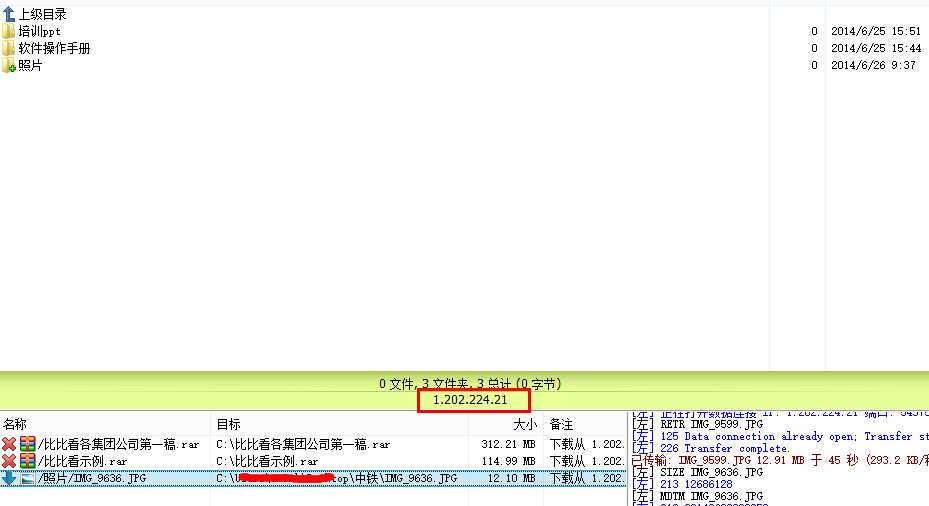 上级目录
培训ppt 0 2014/6/25 15:51
软件操作手册 0 2014/6/25 15:44
照片 0 2014/6/26 9:37
0 文件, 3 文件夹, 3 总计 (0 字节)
1.202.224.21
名称 目标 大小 备注
/比比看各集团公司第一稿.rar C:\比比看各集团公司第一稿.rar 312.21 MB 下载从 1.202.
/比比看示例.rar C:\比比看示例.rar 114.99 MB 下载从 1.202.
/照片/IMG_9636.JPG C:\U top\中铁\IMG_9636.JPG 12.10 MB 下载从 1.202.
[左] 正在打开数据连接 IP: 1.202.224.21 端口:
[左] RETR IMG_9599.JPG
[左] 125 Data connection already open; Transfer st
[左] 226 Transfer complete.
已传输: IMG_9599.JPG 12.91 MB 于 45 秒 (293.2 KB/秒
[左] SIZE IMG_9636.JPG
[左] 213 12686128
[左] MDTM IMG_9636.JPG